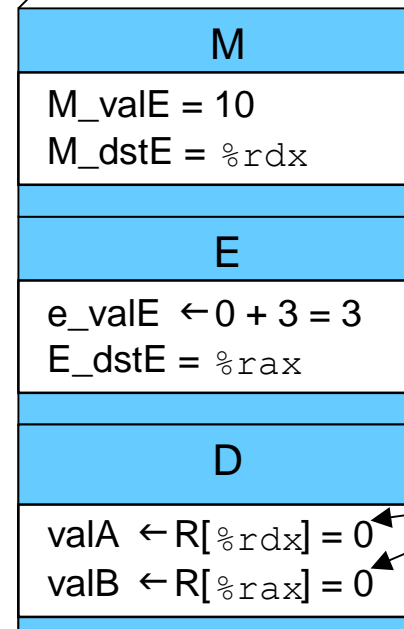 M
M_valE = 10
M_dstE = %rdx
E
e_valE ← 0 + 3 = 3
E_dstE = %rax
D
valA ← R[%rdx] = 0
valB ← R[%rax] = 0